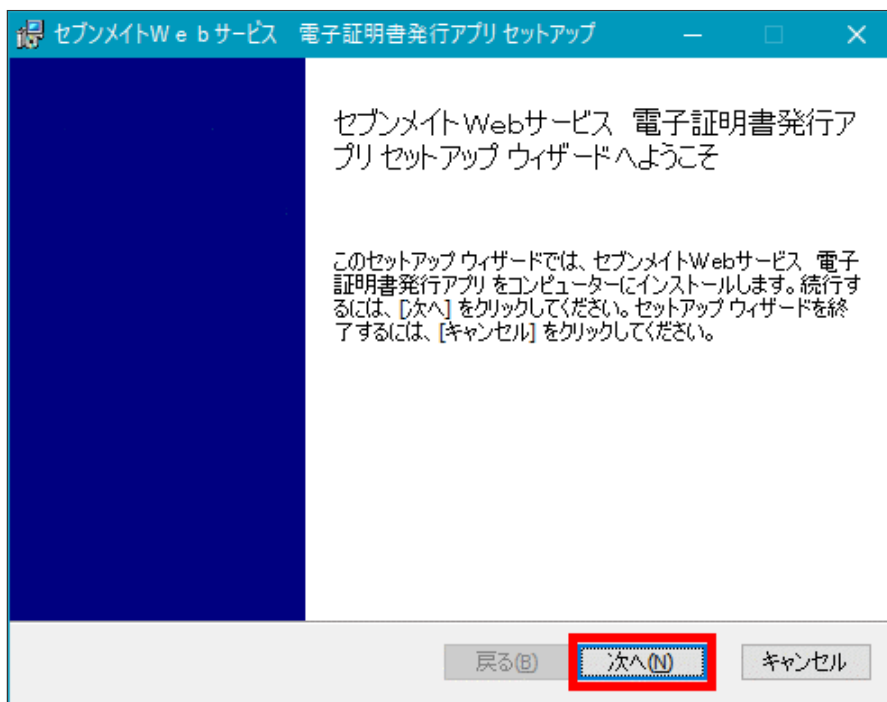 セブンメイトWebサービス 電子証明書発行アプリ セットアップ
セブンメイトWebサービス 電子証明書発行ア
プリ セットアップ ウィザードへようこそ
このセットアップ ウィザードでは、セブンメイトWebサービス 電子
証明書発行アプリ をコンピューターにインストールします。続行す
るには、[次へ] をクリックしてください。セットアップ ウィザードを終
了するには、[キャンセル] をクリックしてください。
戻る(B) 次へ(N) キャンセル